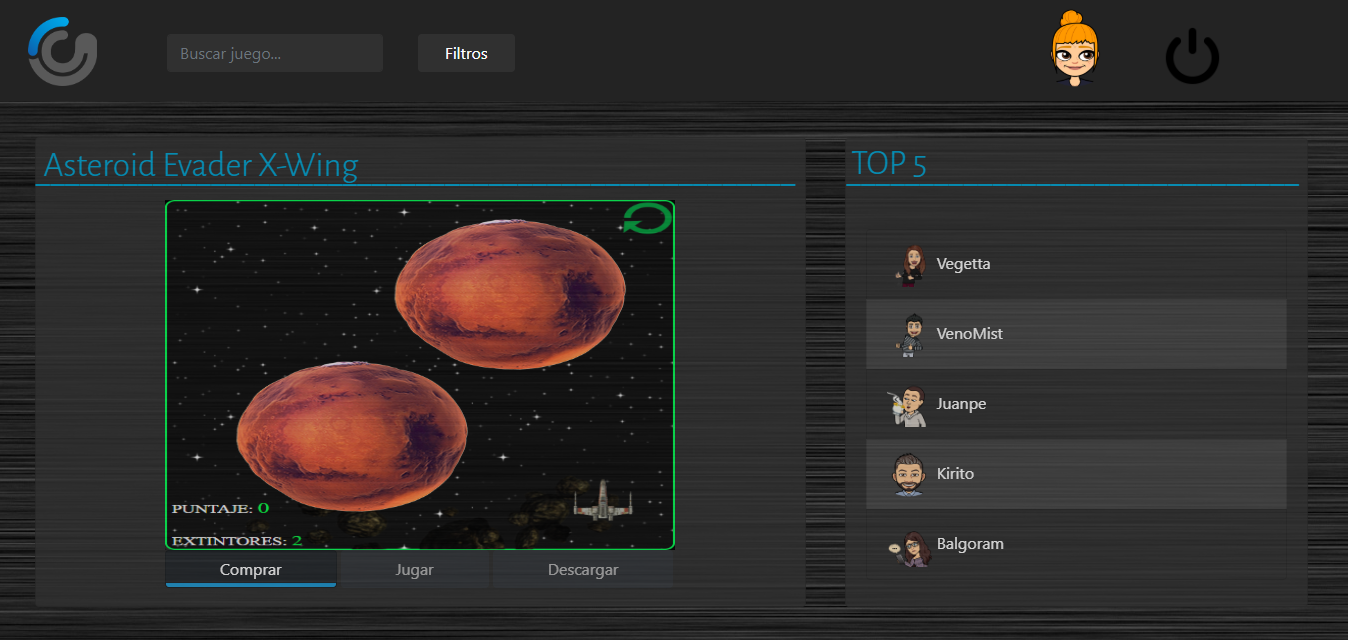 Buscar juego...
Filtros
Asteroid Evader X-Wing
PUNTAJE: 0
EXTINTORES: 2
Comprar
Jugar
Descargar
TOP 5
Vegetta
VenoMist
Juanpe
Kirito
Balgoram